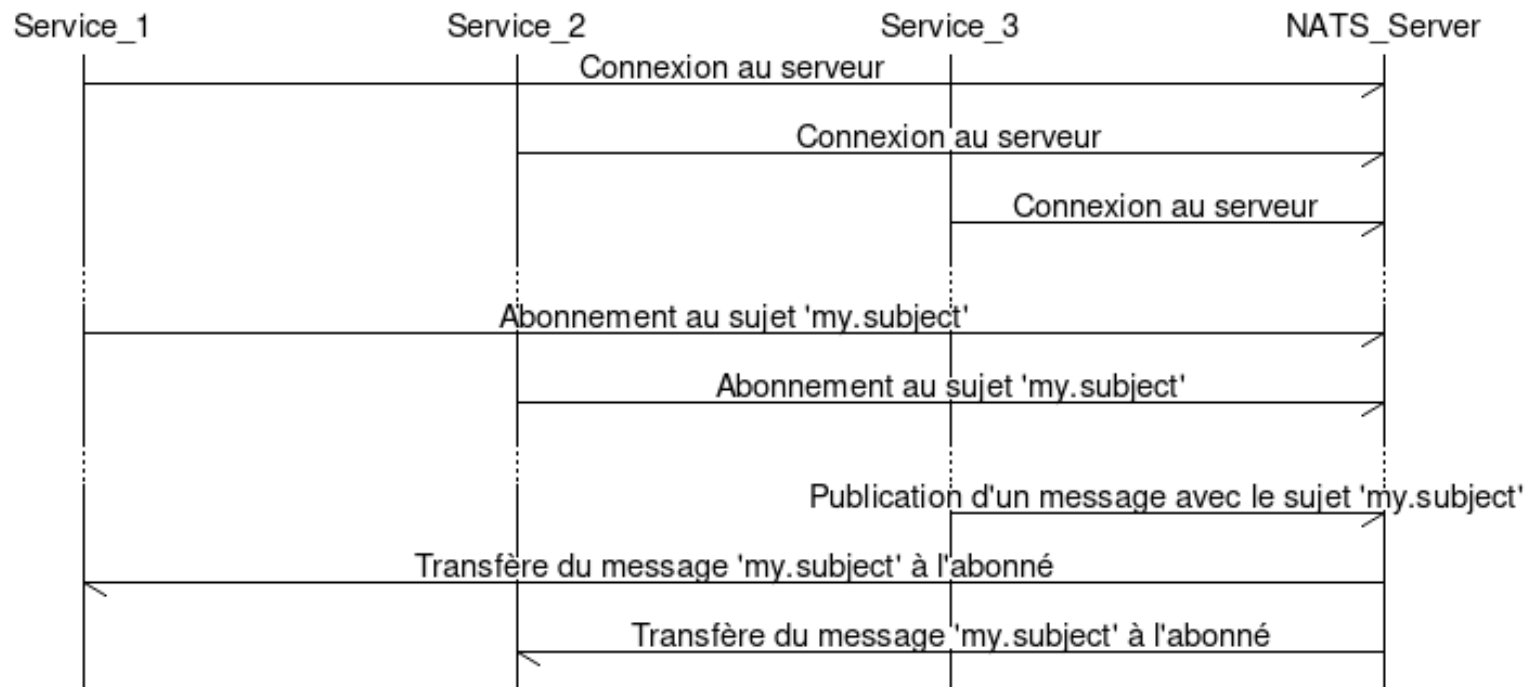 Service_1
Service_2
Service_3
NATS_Server
Connexion au serveur
Connexion au serveur
Connexion au serveur
Abonnement au sujet 'my.subject'
Abonnement au sujet 'my.subject'
Publication d'un message avec le sujet 'my.subject'
Transfère du message 'my.subject' à l'abonné
Transfère du message 'my.subject' à l'abonné